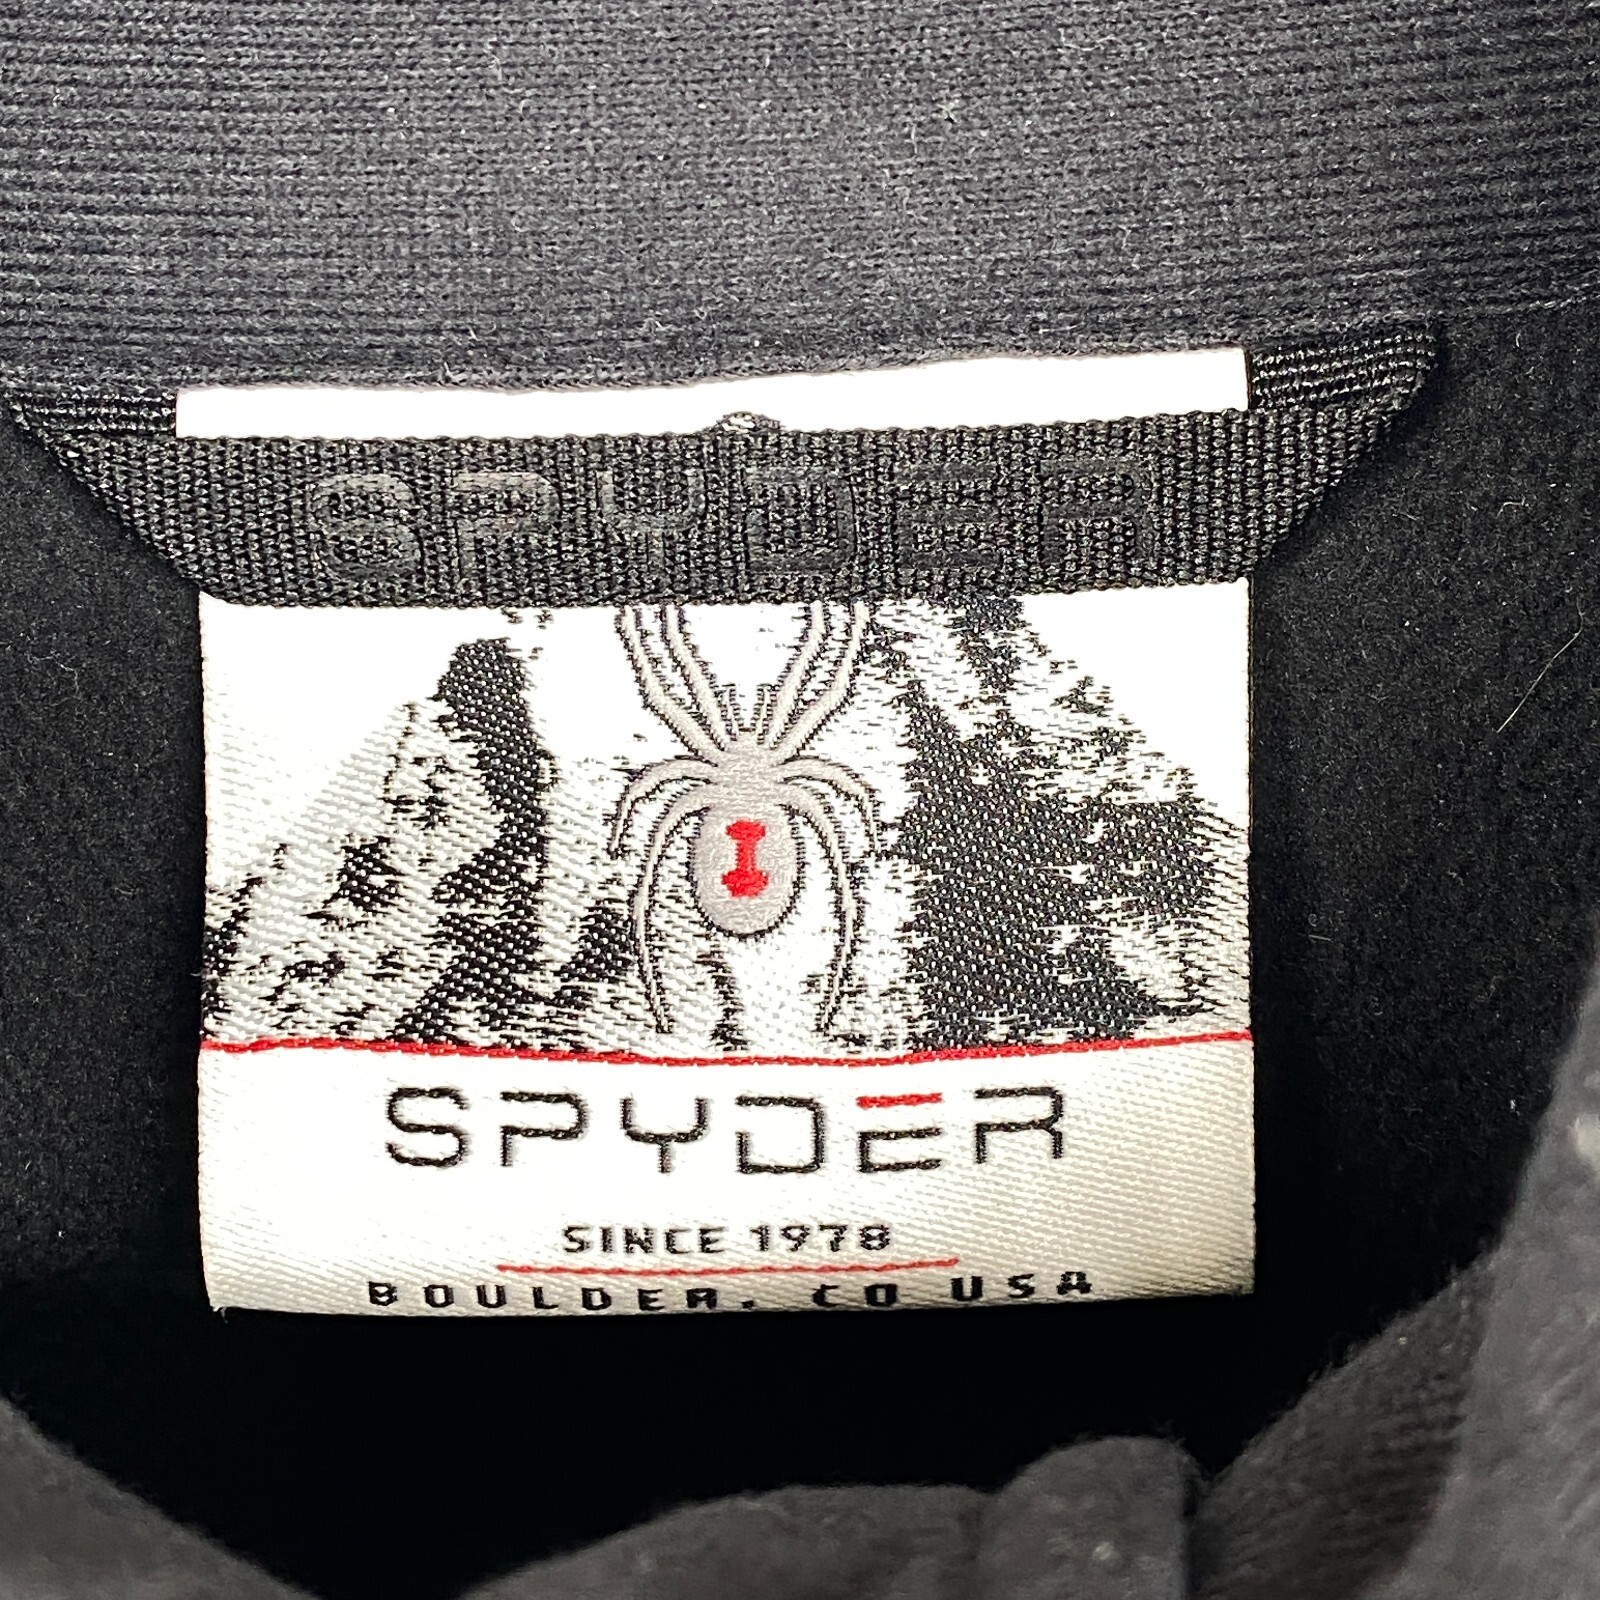 SPYDER
SPYDER
SINCE 1978
BOULDER, CO USA